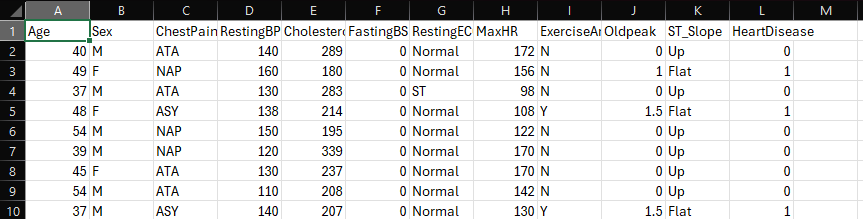 A B C D E F G H I J K L M
1 Age Sex ChestPain RestingBP Cholester FastingBS RestingEC MaxHR ExerciseAn Oldpeak ST_Slope HeartDisease
2 40 M ATA 140 289 0 Normal 172 N 0 Up 0
3 49 F NAP 160 180 0 Normal 156 N 1 Flat 1
4 37 M ATA 130 283 0 ST 98 N 0 Up 0
5 48 F ASY 138 214 0 Normal 108 Y 1.5 Flat 1
6 54 M NAP 150 195 0 Normal 122 N 0 Up 0
7 39 M NAP 120 339 0 Normal 170 N 0 Up 0
8 45 F ATA 130 237 0 Normal 170 N 0 Up 0
9 54 M ATA 110 208 0 Normal 142 N 0 Up 0
10 37 M ASY 140 207 0 Normal 130 Y 1.5 Flat 1